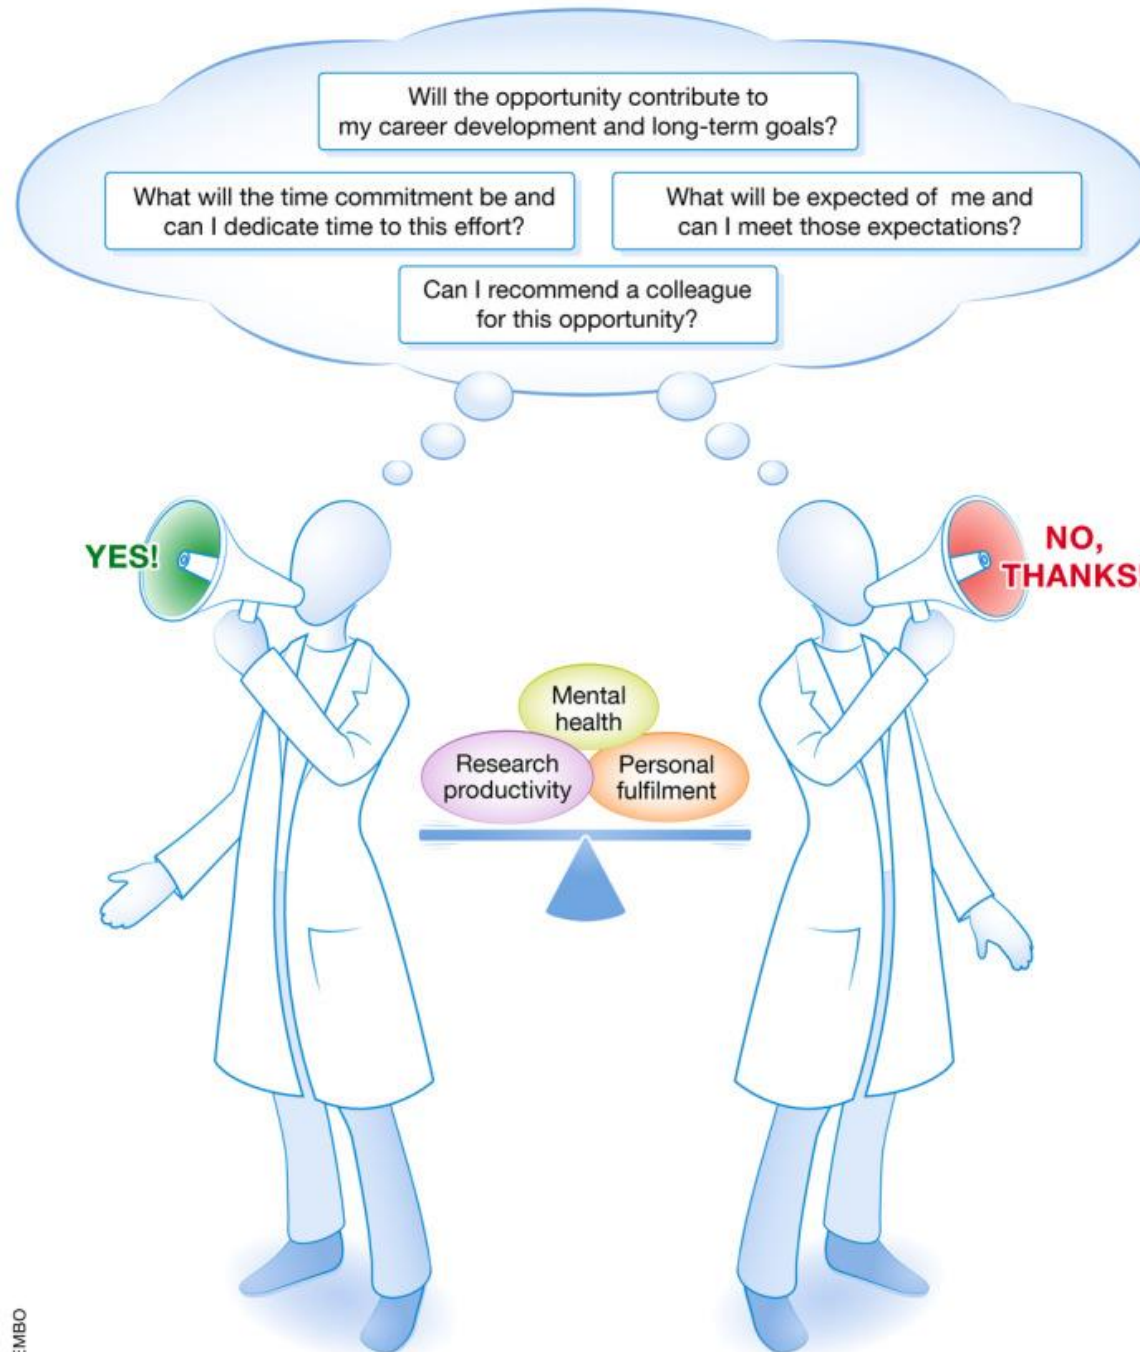 Will the opportunity contribute to
my career development and long-term goals?
What will the time commitment be and
can I dedicate time to this effort?
What will be expected of me and
can I meet those expectations?
Can I recommend a colleague
for this opportunity?
YES!
NO,
THANKS!
Mental
health
Research
productivity
Personal
fulfilment
EMBO